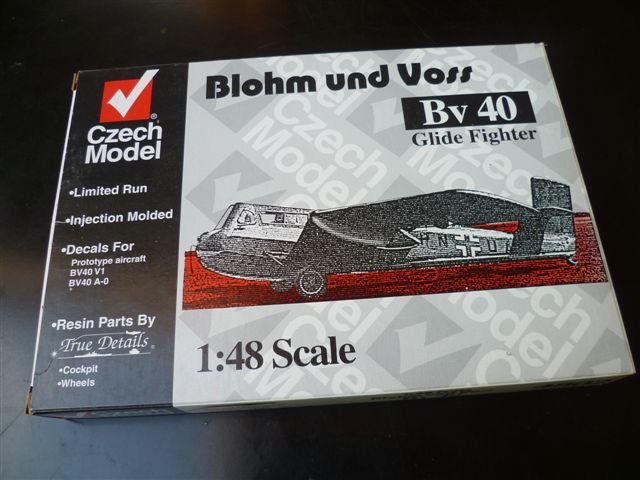 Czech
Model
®
•Limited Run
•Injection Molded
•Decals For
Prototype aircraft
BV40 V1
BV40 A-0
•Resin Parts By
True Details®
•Cockpit
•Wheels
Blohm und Voss
Bv 40
Glide Fighter
1:48 Scale